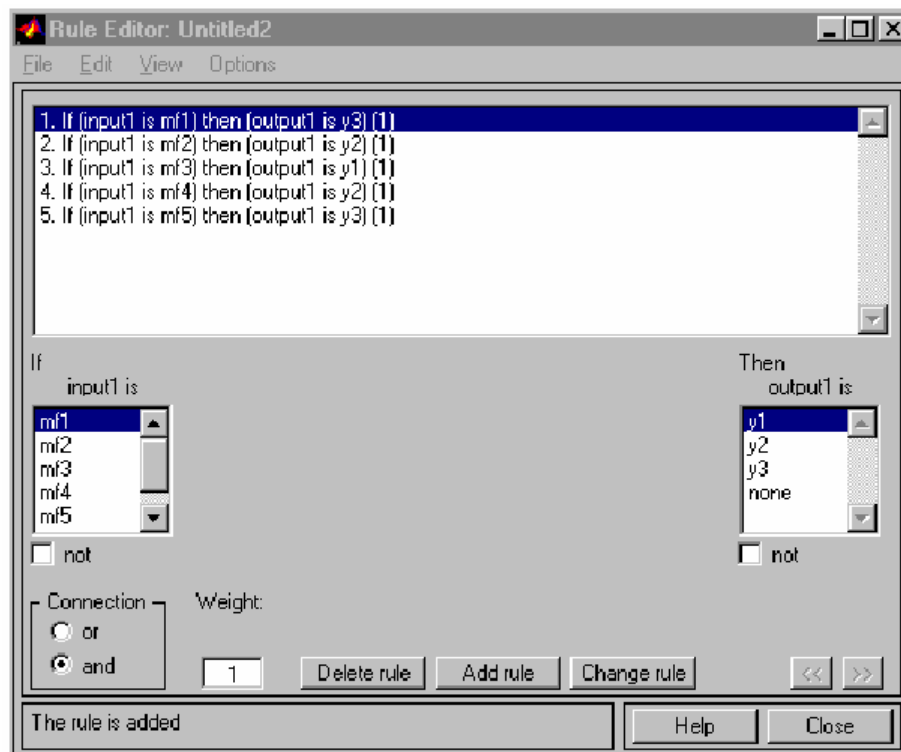 Rule Editor: Untitled2
File Edit View Options
1. If (input1 is mf1) then (output1 is y3) (1)
2. If (input1 is mf2) then (output1 is y2) (1)
3. If (input1 is mf3) then (output1 is y1) (1)
4. If (input1 is mf4) then (output1 is y2) (1)
5. If (input1 is mf5) then (output1 is y3) (1)
If
input1 is
mf1
mf2
mf3
mf4
mf5
not
Then
output1 is
y1
y2
y3
none
not
Connection
or
and
Weight:
1
Delete rule
Add rule
Change rule
<<
>>
The rule is added
Help
Close